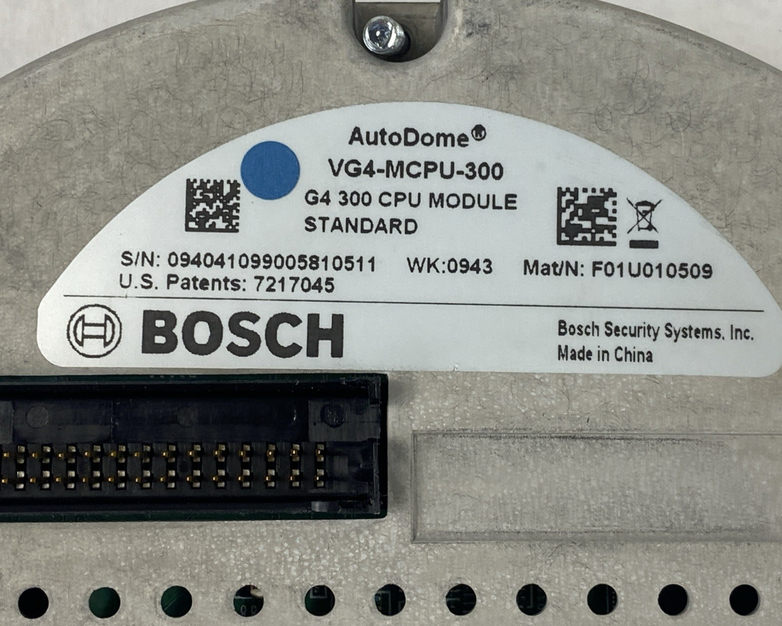 AutoDome®
VG4-MCPU-300
G4 300 CPU MODULE
STANDARD
S/N: 094041099005810511 WK:0943 Mat/N: F01U010509
U.S. Patents: 7217045
BOSCH
Bosch Security Systems, Inc.
Made in China